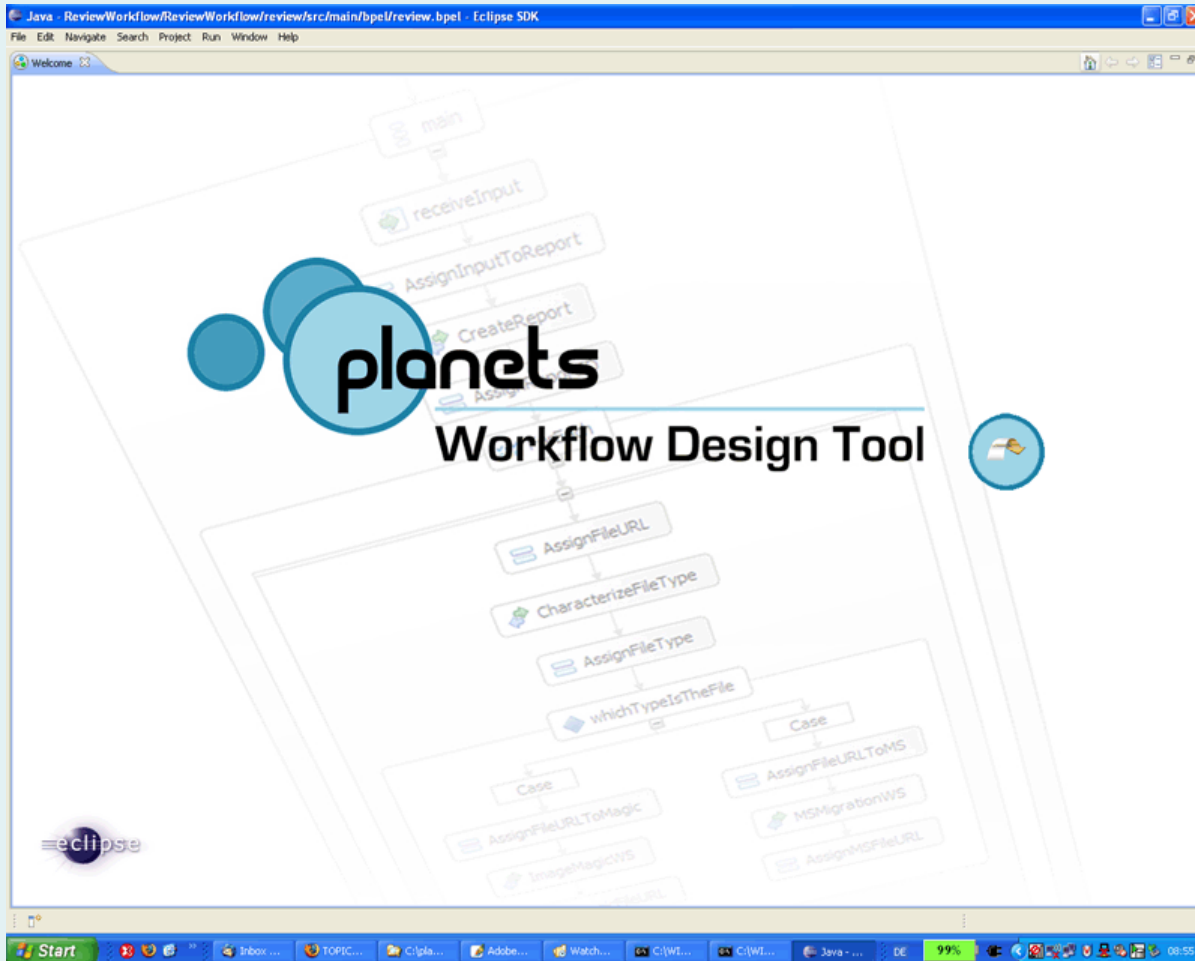 Java - ReviewWorkflow/ReviewWorkflow/review/src/main/bpel/review.bpel - Eclipse SDK
File Edit Navigate Search Project Run Window Help
Welcome
main
receiveInput
AssignInputToReport
CreateReport
planets
Workflow Design Tool
AssignFileURL
CharacterizeFileType
AssignFileType
whichTypeIsTheFile
Case
AssignFileURLToMS
Case
MSMigrationWS
AssignFileURLToMagic
AssignMSFileURL
ImageMagicWS
eclipse
Start Inbox ... TOPIC... C:\pla... Adobe... Watch... C:\WI... C:\WI... Java - ... DE 99% 08:55